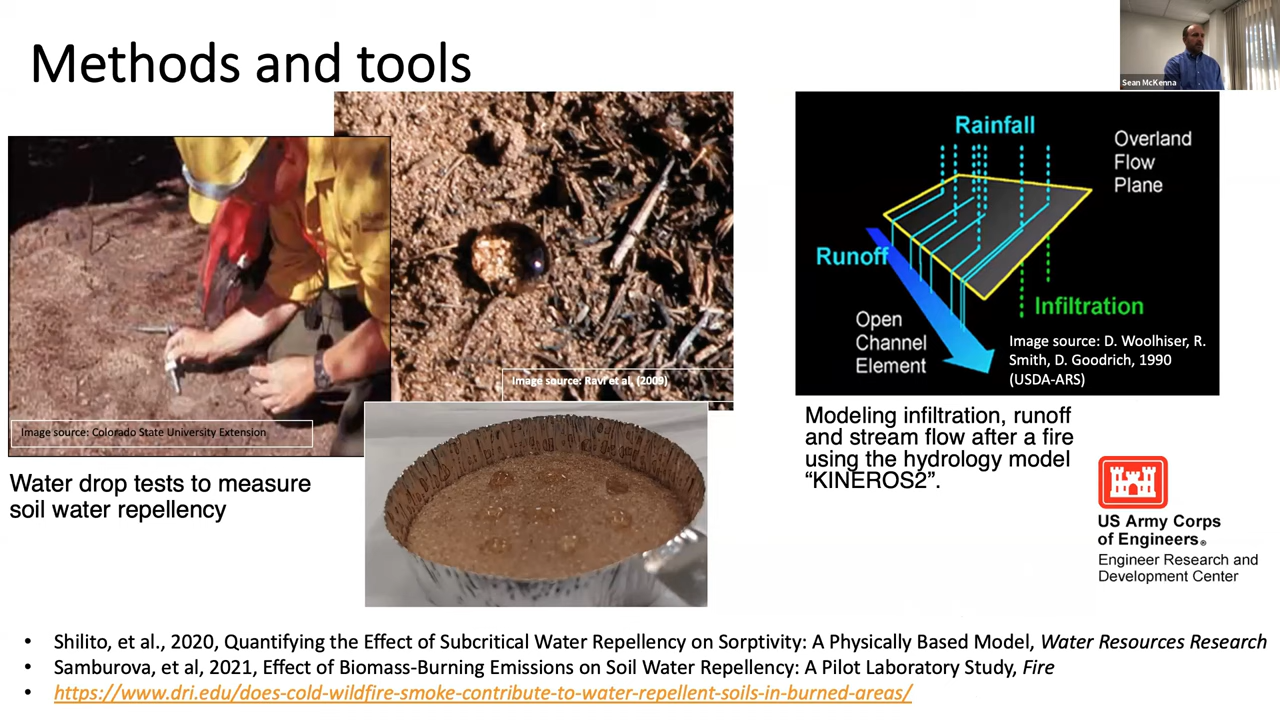 Methods and tools
Sean McKenna
Image source: Colorado State University Extension
Water drop tests to measure
soil water repellency
Image source: Ravi et al, (2009)
Rainfall
Overland
Flow
Plane
Runoff
Infiltration
Open
Channel
Element
Image source: D. Woolhiser, R.
Smith, D. Goodrich, 1990
(USDA-ARS)
Modeling infiltration, runoff
and stream flow after a fire
using the hydrology model
“KINEROS2”.
US Army Corps
of Engineers®
Engineer Research and
Development Center
• Shilito, et al., 2020, Quantifying the Effect of Subcritical Water Repellency on Sorptivity: A Physically Based Model, Water Resources Research
• Samburova, et al, 2021, Effect of Biomass-Burning Emissions on Soil Water Repellency: A Pilot Laboratory Study, Fire
• https://www.dri.edu/does-cold-wildfire-smoke-contribute-to-water-repellent-soils-in-burned-areas/